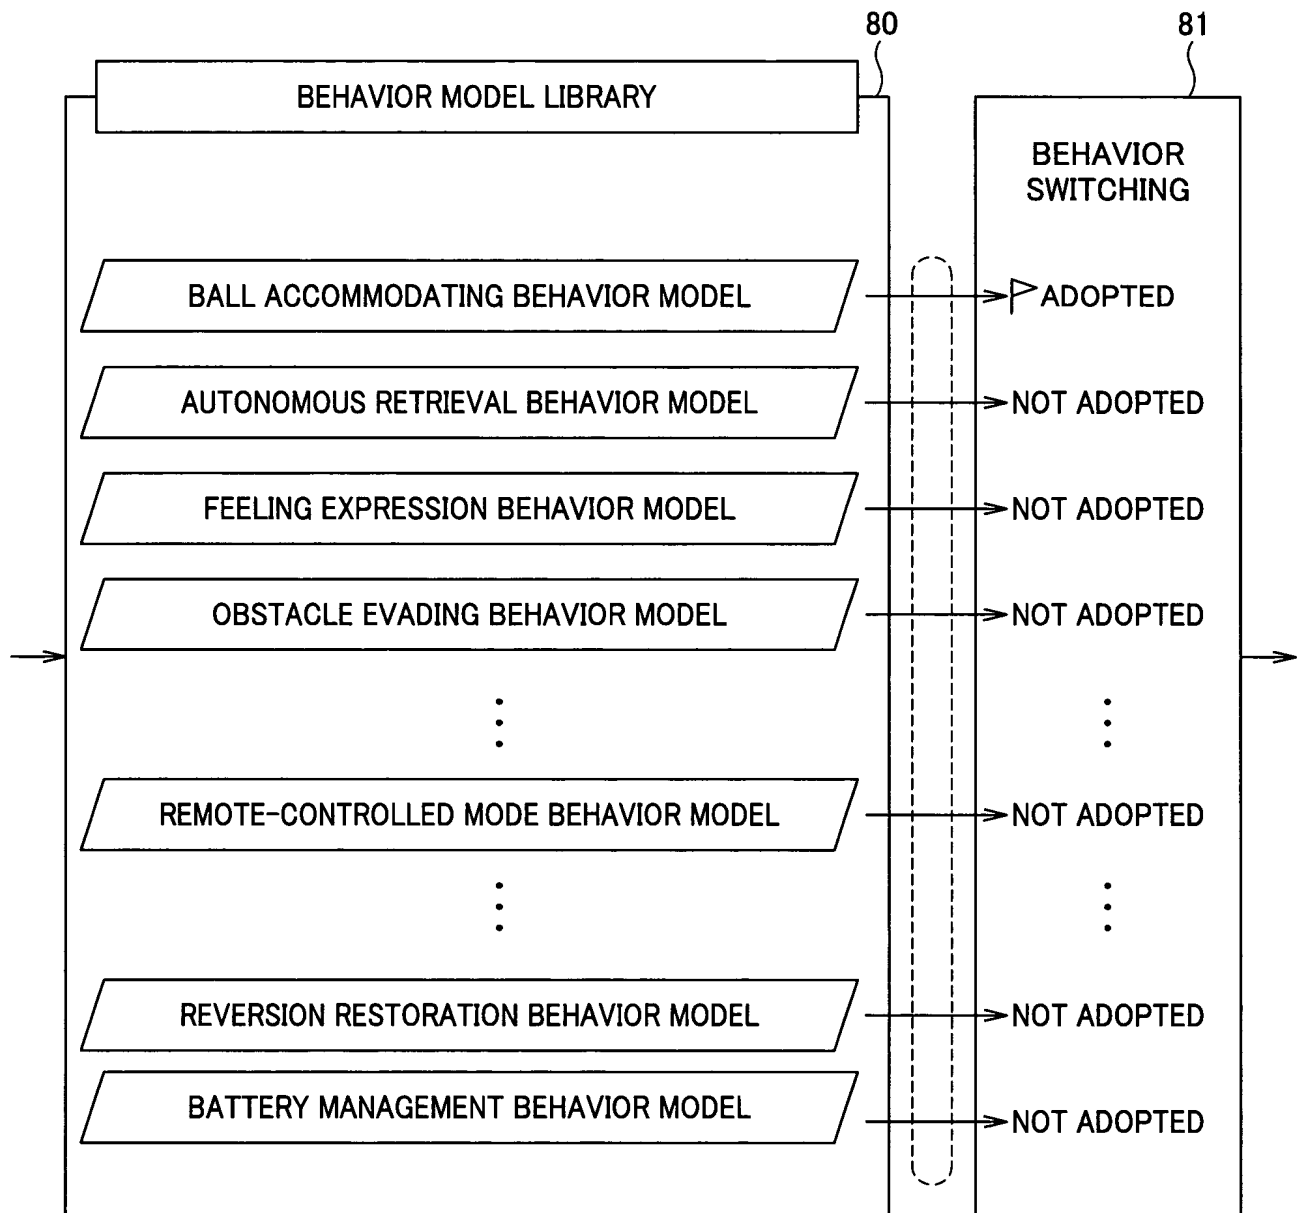 80
81
BEHAVIOR MODEL LIBRARY
BEHAVIOR
SWITCHING
BALL ACCOMMODATING BEHAVIOR MODEL
ADOPTED
AUTONOMOUS RETRIEVAL BEHAVIOR MODEL
NOT ADOPTED
FEELING EXPRESSION BEHAVIOR MODEL
NOT ADOPTED
OBSTACLE EVADING BEHAVIOR MODEL
NOT ADOPTED
REMOTE-CONTROLLED MODE BEHAVIOR MODEL
NOT ADOPTED
REVERSION RESTORATION BEHAVIOR MODEL
NOT ADOPTED
BATTERY MANAGEMENT BEHAVIOR MODEL
NOT ADOPTED